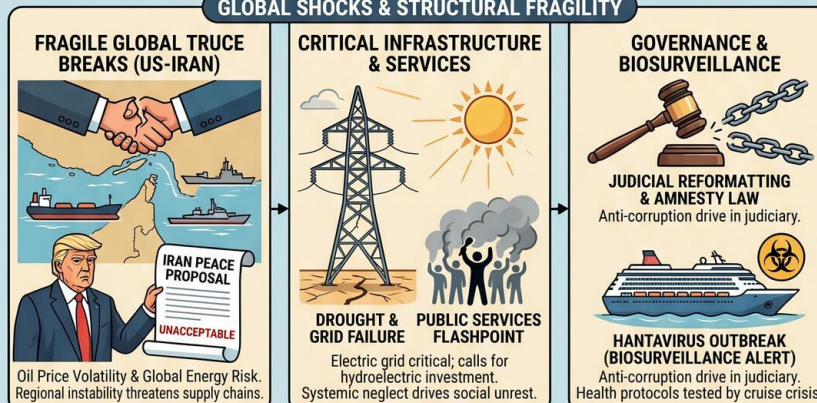 GLOBAL SHOCKS & STRUCTURAL FRAGILITY
FRAGILE GLOBAL TRUCE
BREAKS (US-IRAN)
IRAN PEACE
PROPOSAL
UNACCEPTABLE
Oil Price Volatility & Global Energy Risk.
Regional instability threatens supply chains.
CRITICAL INFRASTRUCTURE
& SERVICES
DROUGHT &
GRID FAILURE
PUBLIC SERVICES
FLASHPOINT
Electric grid critical; calls for
hydroelectric investment.
Systemic neglect drives social unrest.
GOVERNANCE &
BIOSURVEILLANCE
JUDICIAL REFORMATTING
& AMNESTY LAW
Anti-corruption drive in judiciary.
HANTAVIRUS OUTBREAK
(BIOSURVEILLANCE ALERT)
Anti-corruption drive in judiciary.
Health protocols tested by cruise crisis